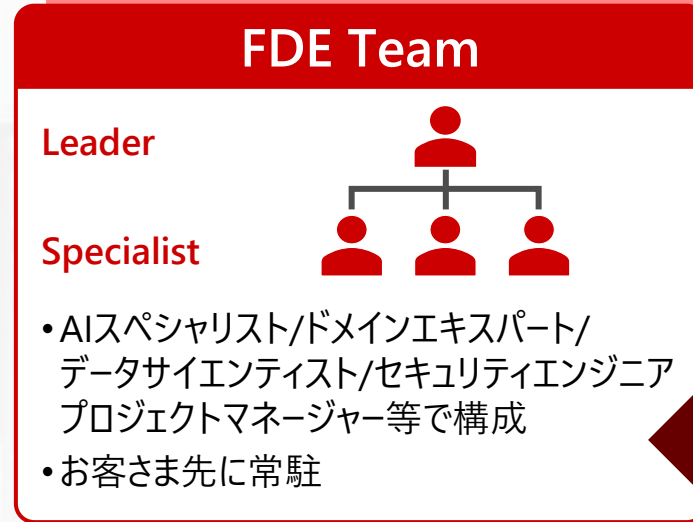 FDE Team
Leader
Specialist
•AIスペシャリスト/ドメインエキスパート/
データサイエンティスト/セキュリティエンジニア
プロジェクトマネージャー等で構成
•お客さま先に常駐